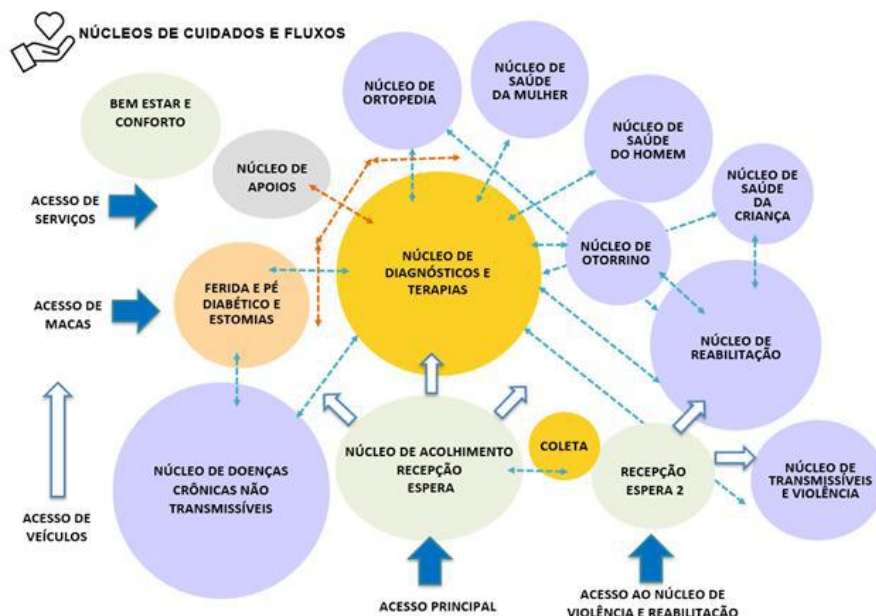 NÚCLEOS DE CUIDADOS E FLUXOS
BEM ESTAR E
CONFORTO
NÚCLEO DE
ORTOPEDIA
NÚCLEO DE
SAÚDE
DA MULHER
NÚCLEO DE
SAÚDE
DO HOMEM
NÚCLEO DE
SAÚDE
DA
CRIANÇA
NÚCLEO DE
APOIOS
ACESSO DE
SERVIÇOS
NÚCLEO DE
DIAGNÓSTICOS E
TERAPIAS
NÚCLEO DE
OTORRINO
FERIDA E PÉ
DIABÉTICO E
ESTOMIAS
ACESSO DE
MACAS
NÚCLEO DE
REABILITAÇÃO
NÚCLEO DE DOENÇAS
CRÔNICAS NÃO
TRANSMISSÍVEIS
NÚCLEO DE ACOLHIMENTO
RECEPÇÃO
ESPERA
COLETA
RECEPÇÃO
ESPERA 2
NÚCLEO DE
TRANSMISSÍVEIS
E VIOLÊNCIA
ACESSO DE
VEÍCULOS
ACESSO PRINCIPAL
ACESSO AO NÚCLEO DE
VIOLÊNCIA E REABILITAÇÃO